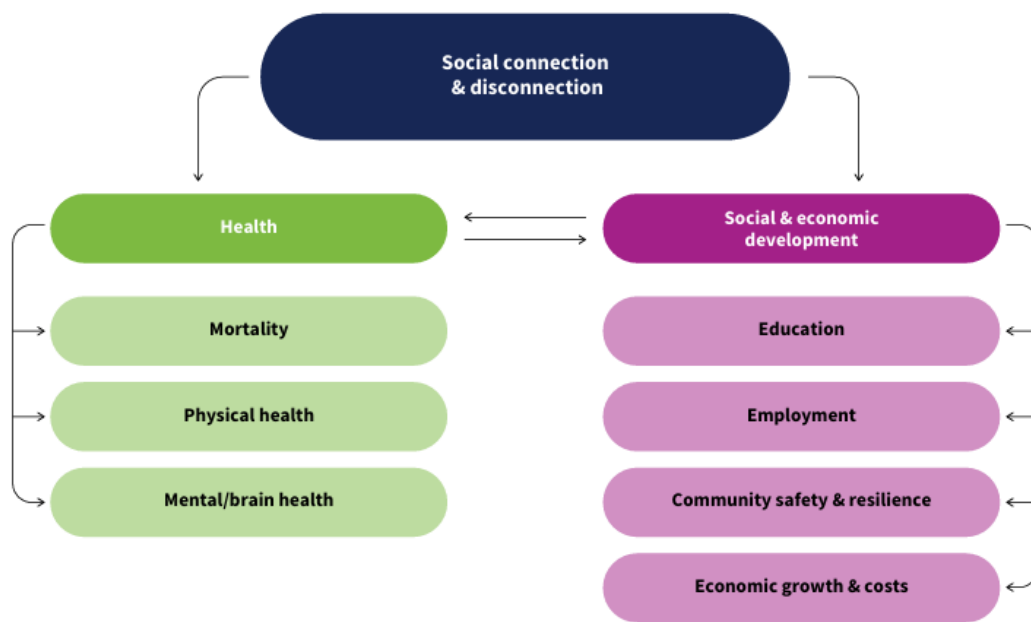 Social connection
& disconnection
Health
Social & economic
development
Mortality
Education
Physical health
Employment
Mental/brain health
Community safety & resilience
Economic growth & costs